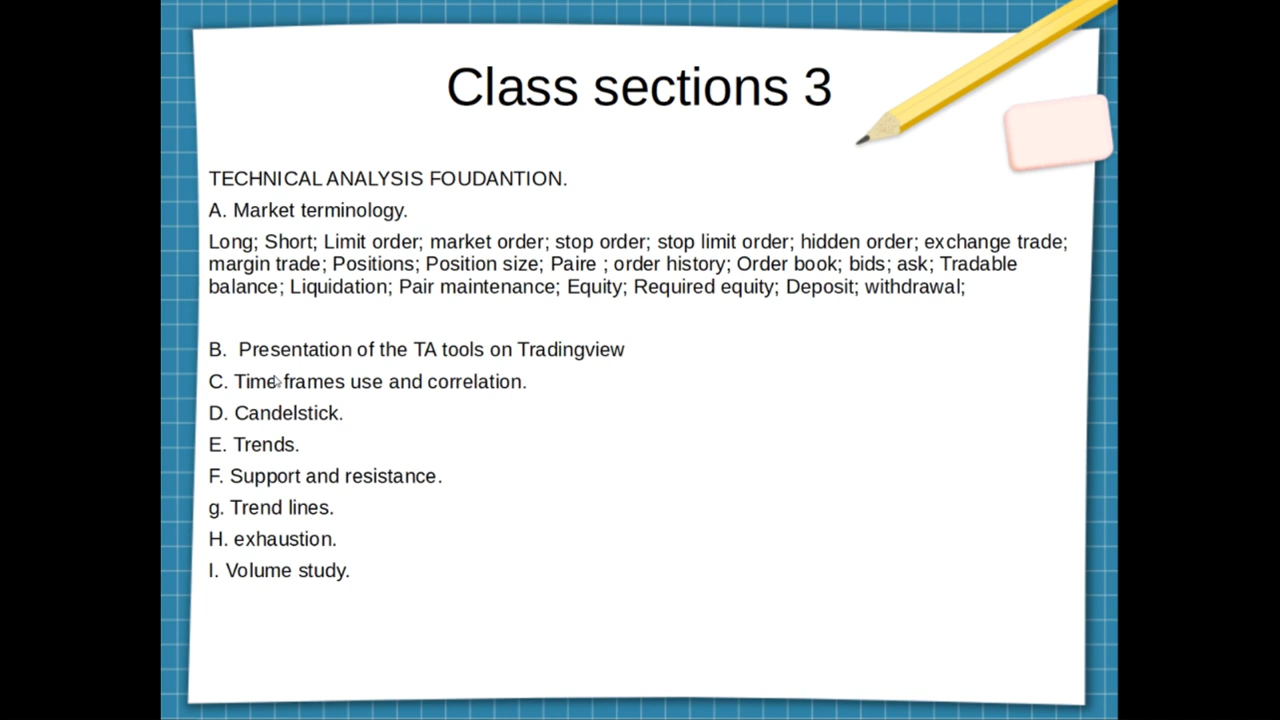 Class sections 3
TECHNICAL ANALYSIS FOUDANTION.
A. Market terminology.
Long; Short; Limit order; market order; stop order; stop limit order; hidden order; exchange trade;
margin trade; Positions; Position size; Paire ; order history; Order book; bids; ask; Tradable
balance; Liquidation; Pair maintenance; Equity; Required equity; Deposit; withdrawal;
B.  Presentation of the TA tools on Tradingview
C. Time frames use and correlation.
D. Candelstick.
E. Trends.
F. Support and resistance.
g. Trend lines.
H. exhaustion.
I. Volume study.